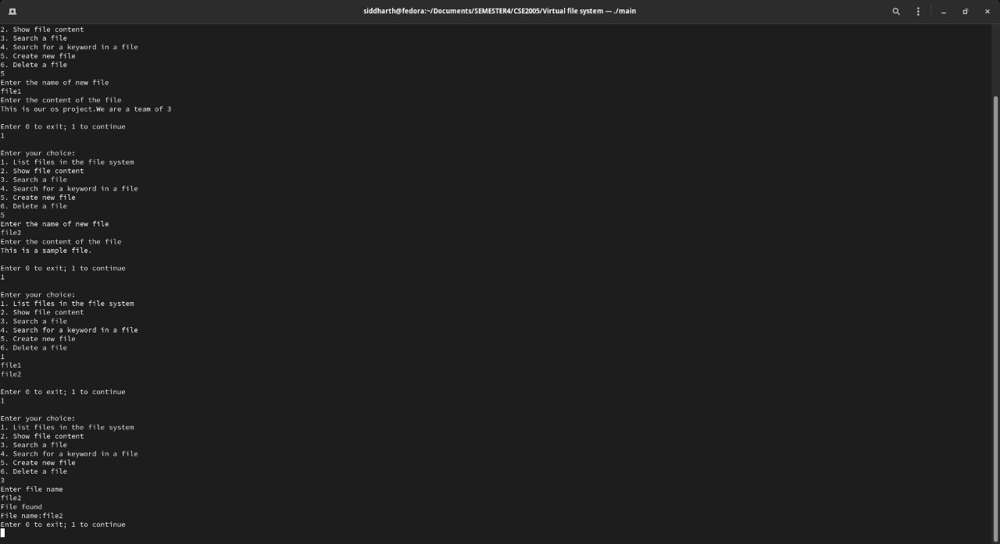 siddharth@fedora:~/Documents/SEMESTER4/CSE2005/Virtual file system — ./main
2. Show file content
3. Search a file
4. Search for a keyword in a file
5. Create new file
6. Delete a file
5
Enter the name of new file
file1
Enter the content of the file
This is our os project.We are a team of 3
Enter 0 to exit; 1 to continue
1
Enter your choice:
1. List files in the file system
2. Show file content
3. Search a file
4. Search for a keyword in a file
5. Create new file
6. Delete a file
5
Enter the name of new file
file2
Enter the content of the file
This is a sample file.
Enter 0 to exit; 1 to continue
1
Enter your choice:
1. List files in the file system
2. Show file content
3. Search a file
4. Search for a keyword in a file
5. Create new file
6. Delete a file
1
file1
file2
Enter 0 to exit; 1 to continue
1
Enter your choice:
1. List files in the file system
2. Show file content
3. Search a file
4. Search for a keyword in a file
5. Create new file
6. Delete a file
3
Enter file name
file2
File found
File name:file2
Enter 0 to exit; 1 to continue